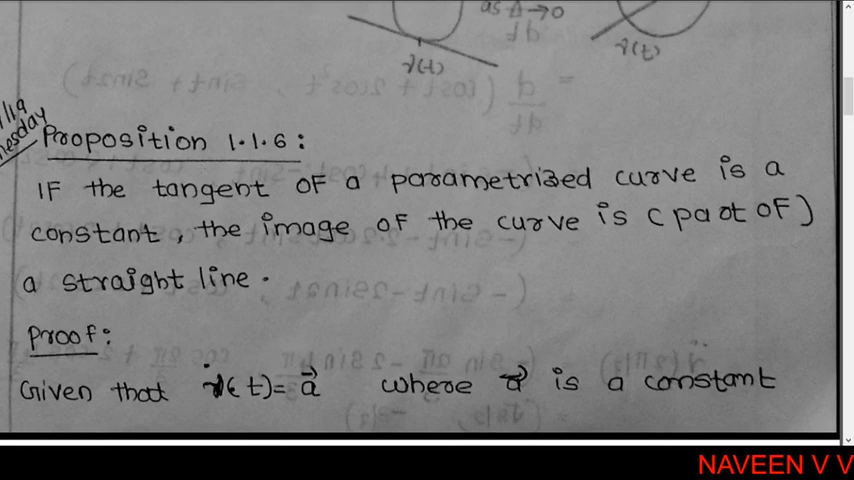 as Δ→0
γ(t)
γ(t)
Proposition 1.1.6:
IF the tangent OF a parametrized curve is a
constant, the image OF the curve is (part OF)
a straight line.
Proof:
Given that γ̇(t)=a⃗ where a⃗ is a constant
NAVEEN V V